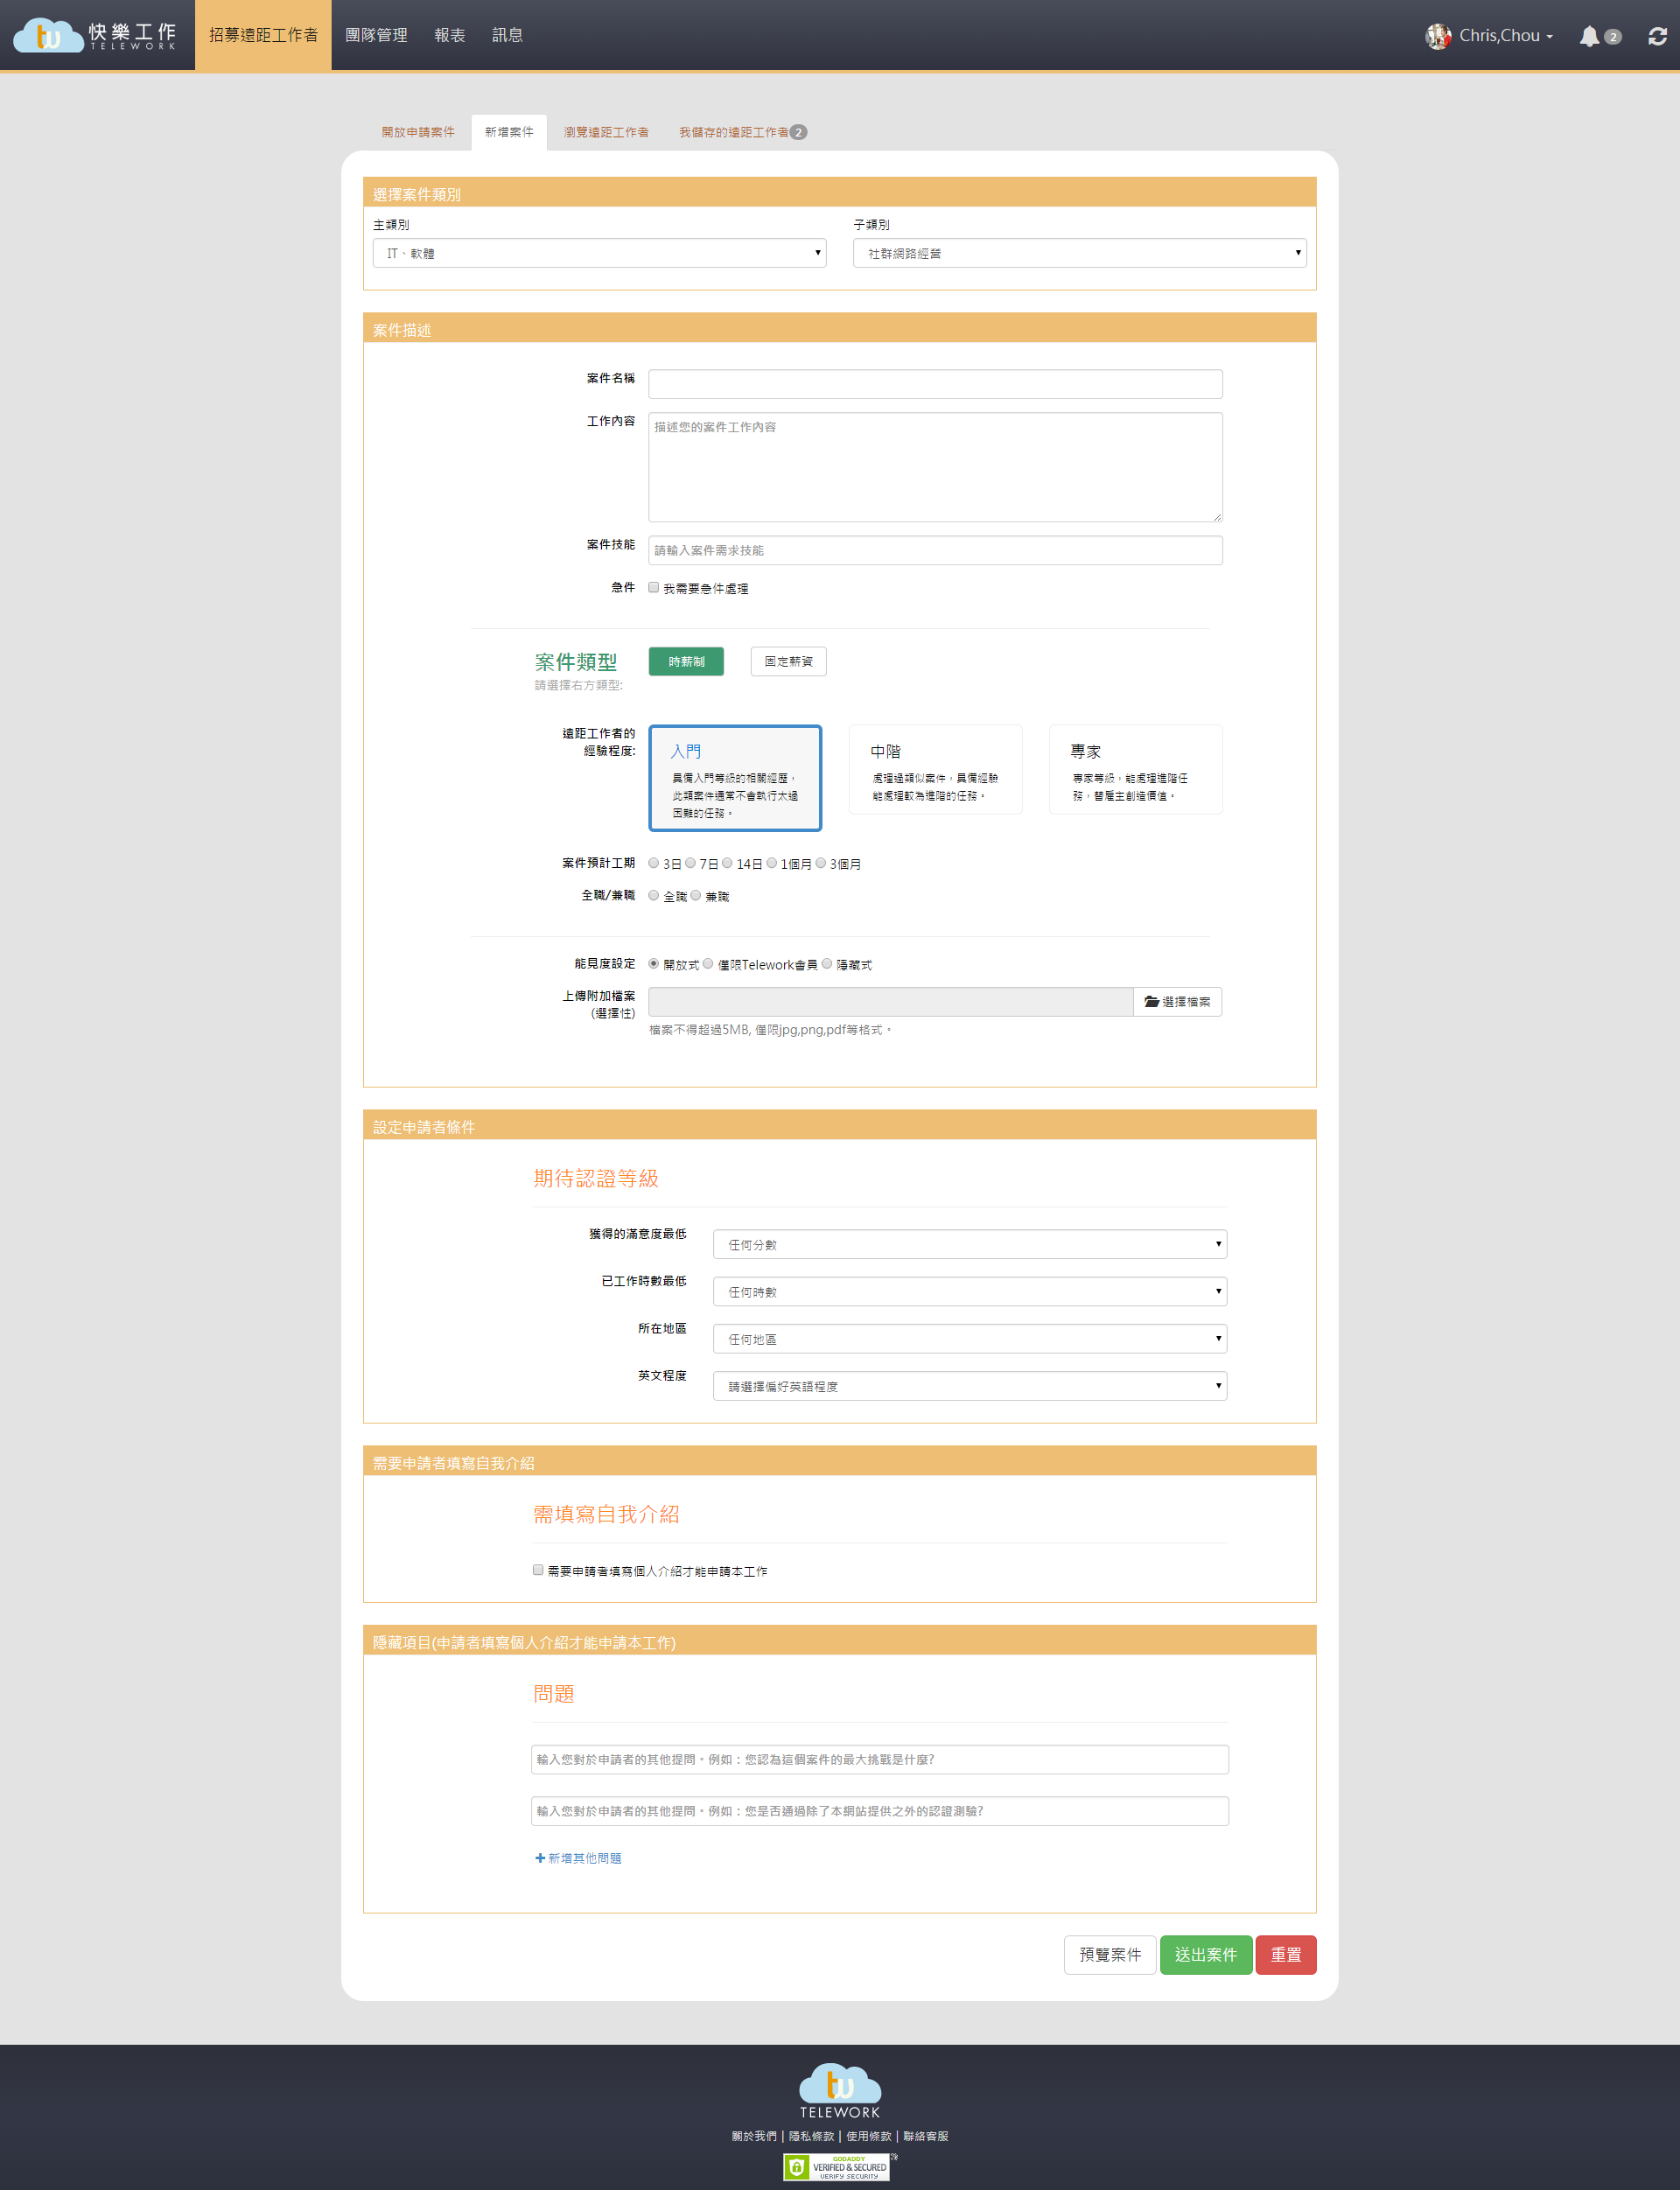 tw 快樂工作
TELEWORK
招募遠距工作者
團隊管理
報表
訊息
Chris,Chou
2
開放申請案件
新增案件
瀏覽遠距工作者
我儲存的遠距工作者 2
選擇案件類別
主類別
子類別
IT、軟體
社群網路經營
案件描述
案件名稱
工作內容
描述您的案件工作內容
案件技能
請輸入案件需求技能
急件
我需要急件處理
案件類型
時薪制
固定薪資
請選擇右方類型:
遠距工作者的
經驗程度:
入門
具備入門等級的相關經歷，
此類案件通常不會執行太過
困難的任務。
中階
處理過類似案件，具備經驗
能處理較為進階的任務。
專家
專家等級，能處理進階任
務，替雇主創造價值。
案件預計工期
3日 7日 14日 1個月 3個月
全職/兼職
全職 兼職
能見度設定
開放式 僅限Telework會員 隱藏式
上傳附加檔案
(選擇性)
選擇檔案
檔案不得超過5MB, 僅限jpg,png,pdf等格式。
設定申請者條件
期待認證等級
獲得的滿意度最低
任何分數
已工作時數最低
任何時數
所在地區
任何地區
英文程度
請選擇偏好英語程度
需要申請者填寫自我介紹
需填寫自我介紹
需要申請者填寫個人介紹才能申請本工作
隱藏項目(申請者填寫個人介紹才能申請本工作)
問題
輸入您對於申請者的其他提問。例如：您認為這個案件的最大挑戰是什麼?
輸入您對於申請者的其他提問。例如：您是否通過除了本網站提供之外的認證測驗?
新增其他問題
預覽案件
送出案件
重置
tw
TELEWORK
關於我們 | 隱私條款 | 使用條款 | 聯絡客服
GODADDY
VERIFIED & SECURED
VERIFY SECURITY